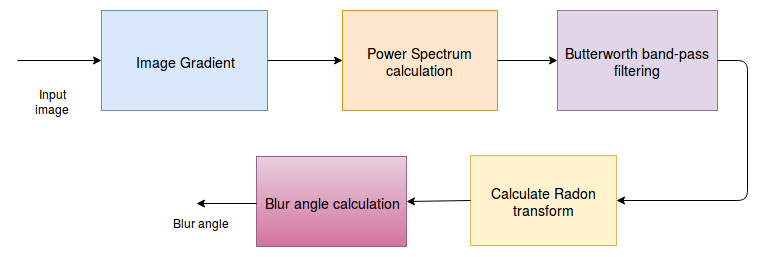 Input
image
Image Gradient
Power Spectrum
calculation
Butterworth band-pass
filtering
Calculate Radon
transform
Blur angle calculation
Blur angle